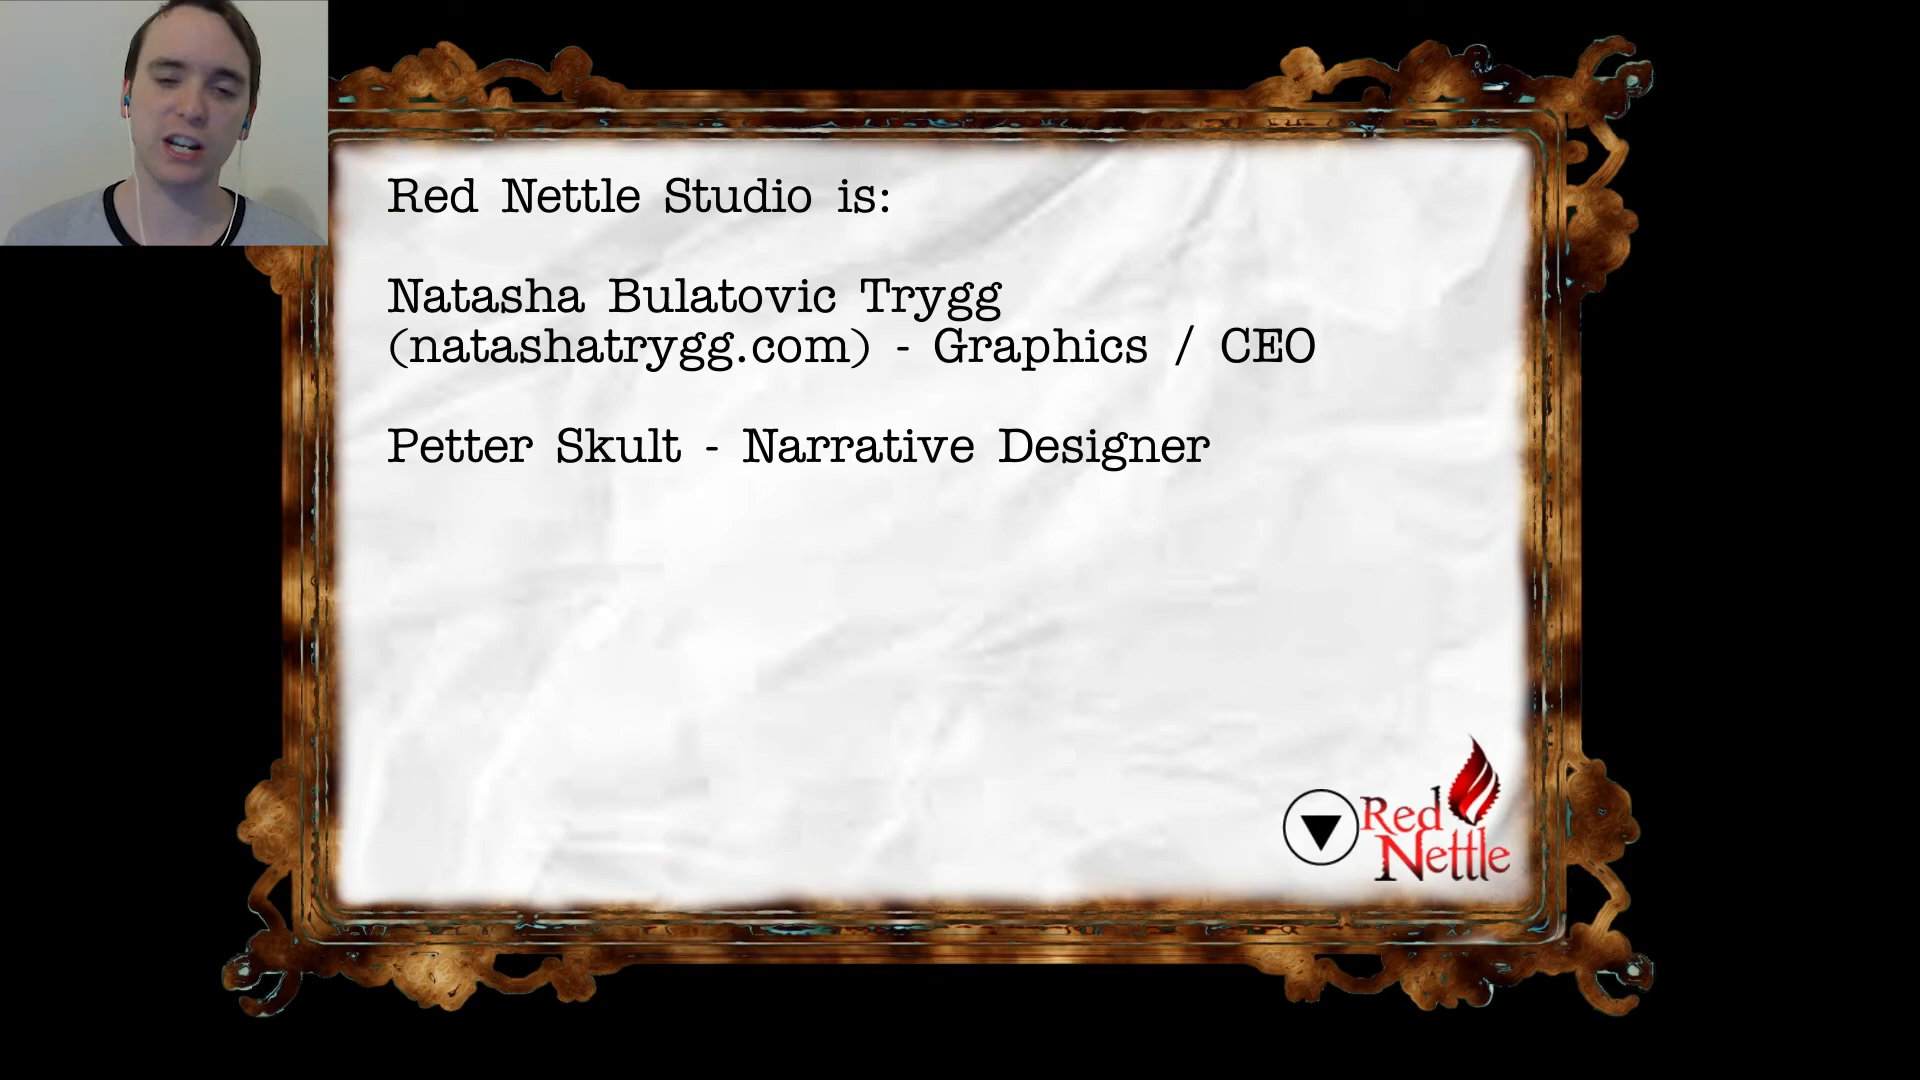 Red Nettle Studio is:
Natasha Bulatovic Trygg
(natashatrygg.com) - Graphics / CEO
Petter Skult - Narrative Designer
Red
Nettle